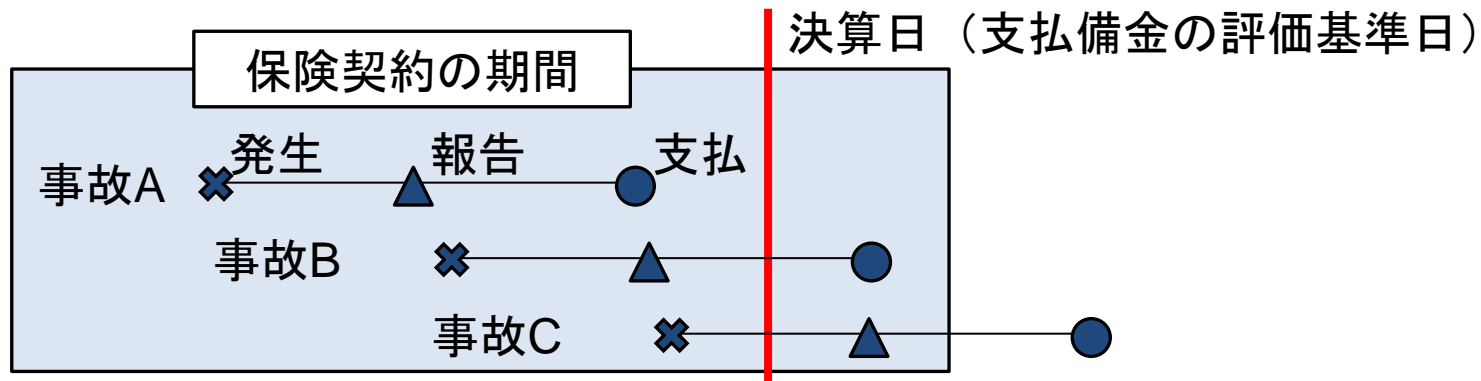 決算日（支払備金の評価基準日）
保険契約の期間
発生 報告 支払
事故A
事故B
事故C